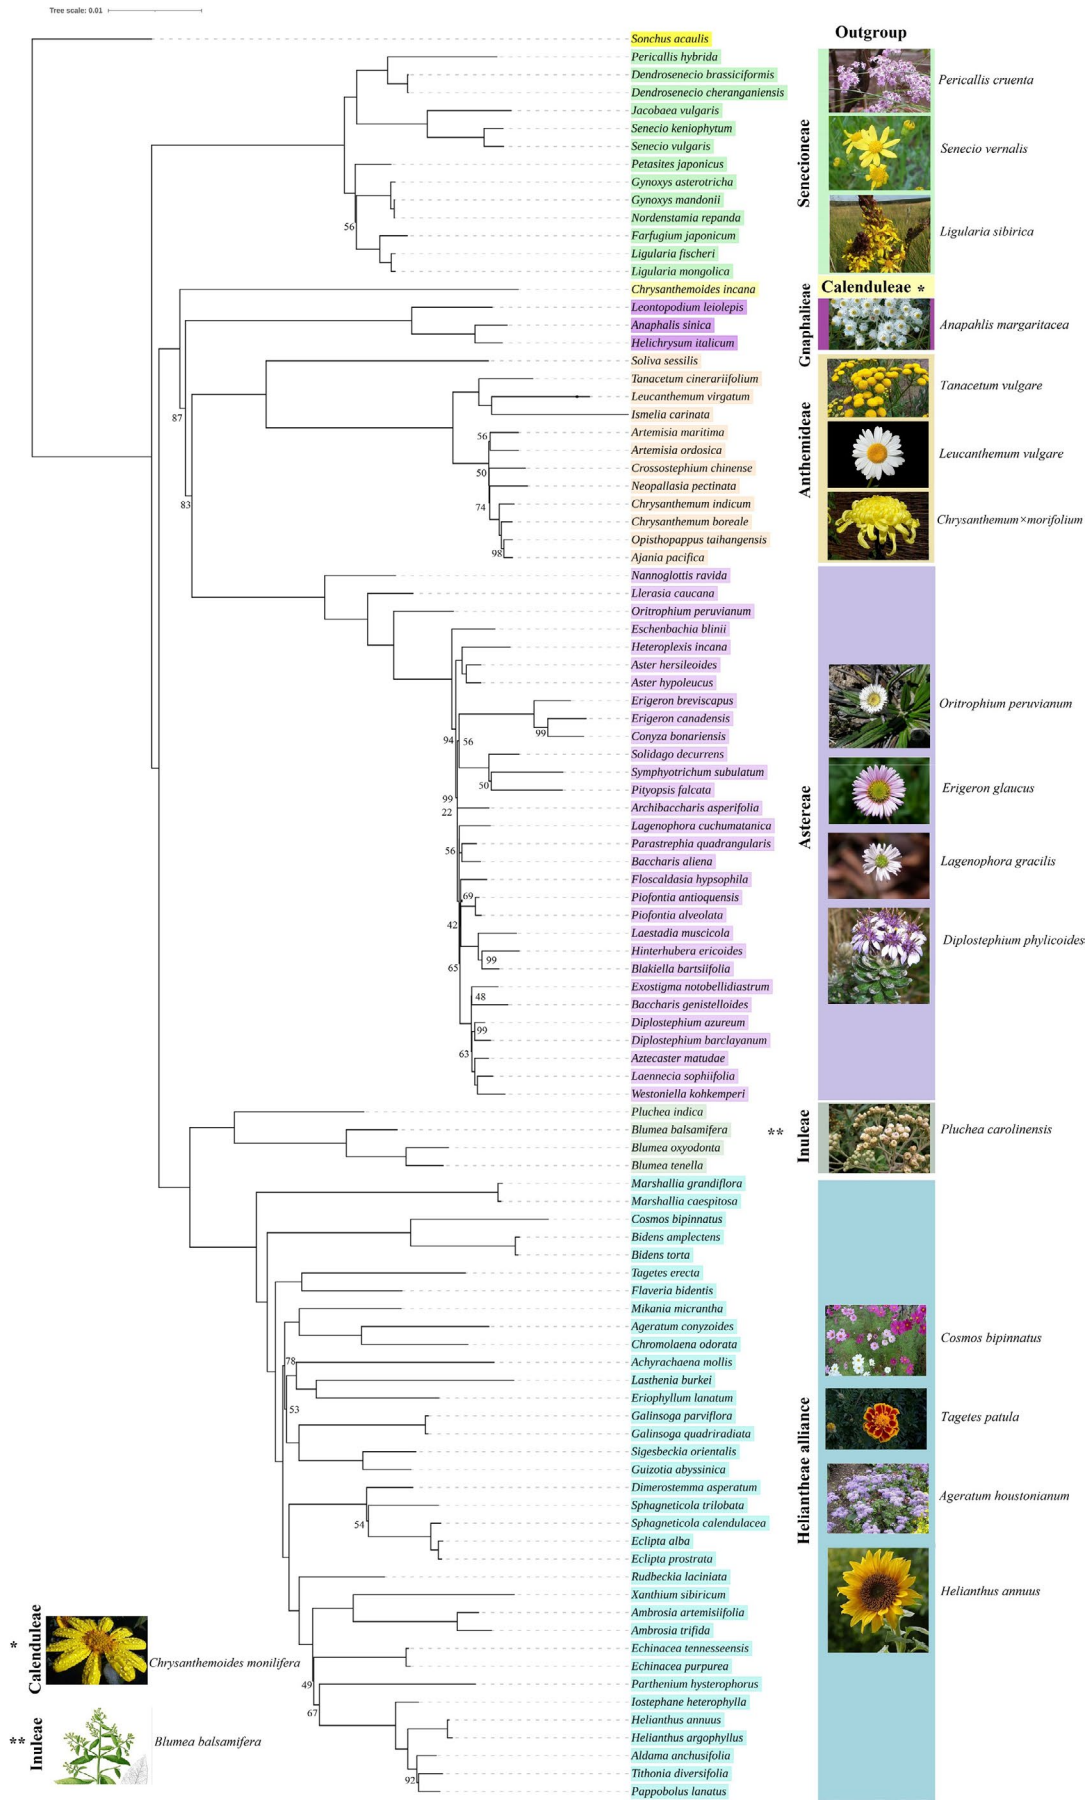 Tree scale: 0.01
Outgroup
Sonchus acaulis
Pericallis hybrida
Dendrosenecio brassiciformis
Dendrosenecio cheranganiensis
Jacobaea vulgaris
Senecio keniophytum
Senecio vulgaris
Petasites japonicus
Gynoxys asterotricha
Gynoxys mandonii
Nordenstamia repanda
Farfugium japonicum
Ligularia fischeri
Ligularia mongolica
56
Senecioneae
Pericallis cruenta
Senecio vernalis
Ligularia sibirica
Chrysanthemoides incana
Calenduleae *
Leontopodium leiolepis
Anaphalis sinica
Helichrysum italicum
Gnaphalieae
Anapahlis margaritacea
87
83
Soliva sessilis
Tanacetum cinerariifolium
Leucanthemum virgatum
Ismelia carinata
Artemisia maritima
Artemisia ordosica
Crossostephium chinense
Neopallasia pectinata
Chrysanthemum indicum
Chrysanthemum boreale
Opisthopappus taihangensis
Ajania pacifica
56
50
74
98
Anthemideae
Tanacetum vulgare
Leucanthemum vulgare
Chrysanthemum×morifolium
Nannoglottis ravida
Llerasia caucana
Oritrophium peruvianum
Eschenbachia blinii
Heteroplexis incana
Aster hersileoides
Aster hypoleucus
Erigeron breviscapus
Erigeron canadensis
Conyza bonariensis
Solidago decurrens
Symphyotrichum subulatum
Pityopsis falcata
Archibaccharis asperifolia
Lagenophora cuchumatanica
Parastrephia quadrangularis
Baccharis aliena
Floscaldasia hypsophila
Piofontia antioquensis
Piofontia alveolata
Laestadia muscicola
Hinterhubera ericoides
Blakiella bartsiifolia
Exostigma notobellidiastrum
Baccharis genistelloides
Diplostephium azureum
Diplostephium barclayanum
Aztecaster matudae
Laennecia sophiifolia
Westoniella kohkemperi
99
94
56
50
99
22
56
69
42
99
65
48
99
63
Astereae
Oritrophium peruvianum
Erigeron glaucus
Lagenophora gracilis
Diplostephium phylicoides
Pluchea indica
Blumea balsamifera
Blumea oxyodonta
Blumea tenella
**
Inuleae
Pluchea carolinensis
Marshallia grandiflora
Marshallia caespitosa
Cosmos bipinnatus
Bidens amplectens
Bidens torta
Tagetes erecta
Flaveria bidentis
Mikania micrantha
Ageratum conyzoides
Chromolaena odorata
Achyrachaena mollis
Lasthenia burkei
Eriophyllum lanatum
Galinsoga parviflora
Galinsoga quadriradiata
Sigesbeckia orientalis
Guizotia abyssinica
Dimerostemma asperatum
Sphagneticola trilobata
Sphagneticola calendulacea
Eclipta alba
Eclipta prostrata
Rudbeckia laciniata
Xanthium sibiricum
Ambrosia artemisiifolia
Ambrosia trifida
Echinacea tennesseensis
Echinacea purpurea
Parthenium hysterophorus
Iostephane heterophylla
Helianthus annuus
Helianthus argophyllus
Aldama anchusifolia
Tithonia diversifolia
Pappobolus lanatus
78
53
54
49
67
92
Heliantheae alliance
Cosmos bipinnatus
Tagetes patula
Ageratum houstonianum
Helianthus annuus
*
Calenduleae
Chrysanthemoides monilifera
**
Inuleae
Blumea balsamifera